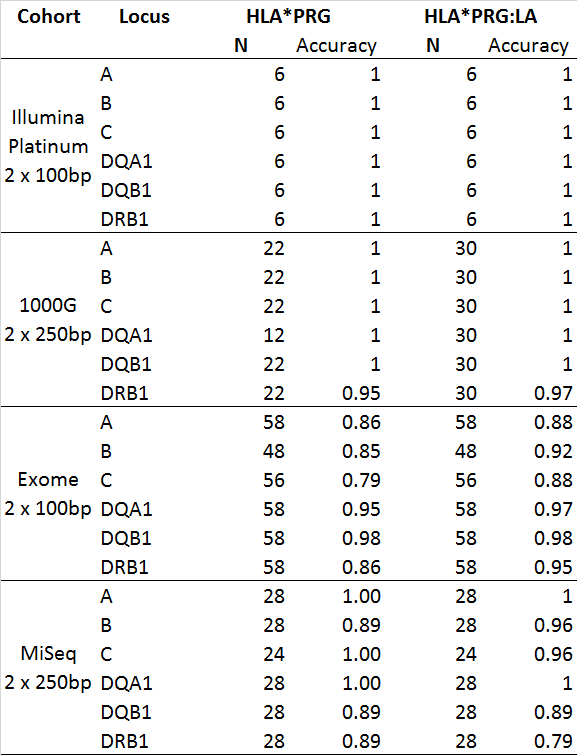 Cohort Locus HLA*PRG HLA*PRG:LA
N Accuracy N Accuracy
Illumina Platinum 2 x 100bp
A 6 1 6 1
B 6 1 6 1
C 6 1 6 1
DQA1 6 1 6 1
DQB1 6 1 6 1
DRB1 6 1 6 1
1000G 2 x 250bp
A 22 1 30 1
B 22 1 30 1
C 22 1 30 1
DQA1 12 1 30 1
DQB1 22 1 30 1
DRB1 22 0.95 30 0.97
Exome 2 x 100bp
A 58 0.86 58 0.88
B 48 0.85 48 0.92
C 56 0.79 56 0.88
DQA1 58 0.95 58 0.97
DQB1 58 0.98 58 0.98
DRB1 58 0.86 58 0.95
MiSeq 2 x 250bp
A 28 1.00 28 1
B 28 0.89 28 0.96
C 24 1.00 24 0.96
DQA1 28 1.00 28 1
DQB1 28 0.89 28 0.89
DRB1 28 0.89 28 0.79